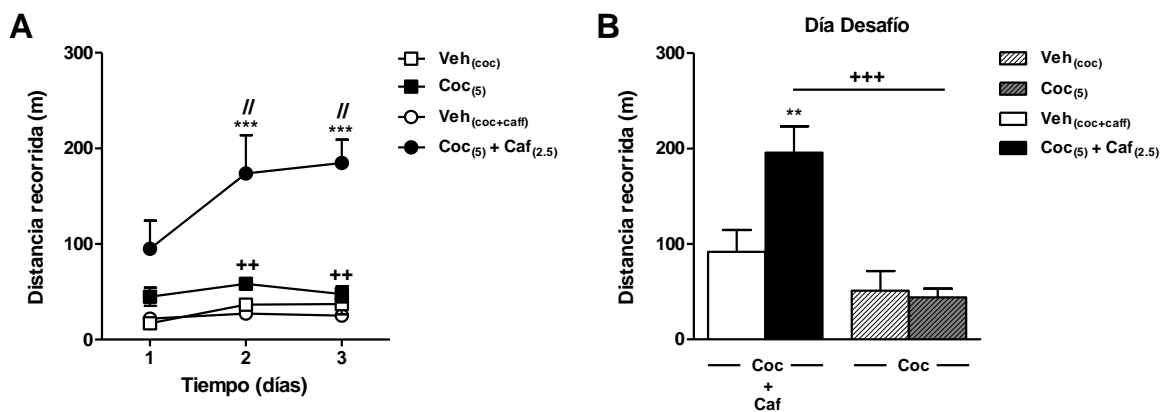 A
300
200
100
0
Distancia recorrida (m)
//
***
//
***
++
++
1 2 3
Tiempo (días)
Veh(coc)
Coc(5)
Veh(coc+caff)
Coc(5) + Caf(2.5)
B
Día Desafío
300
200
100
0
Distancia recorrida (m)
+++
**
Coc
+
Caf
Coc
Veh(coc)
Coc(5)
Veh(coc+caff)
Coc(5) + Caf(2.5)